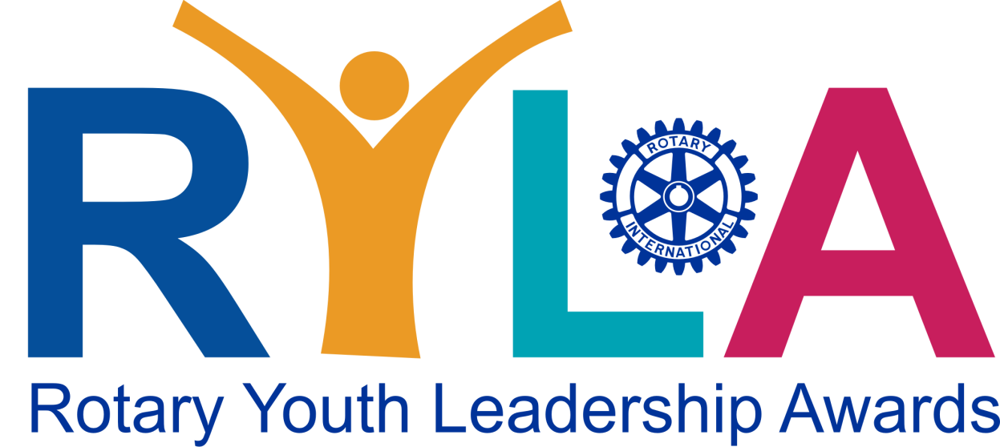 RYLA
ROTARY
INTERNATIONAL
Rotary Youth Leadership Awards